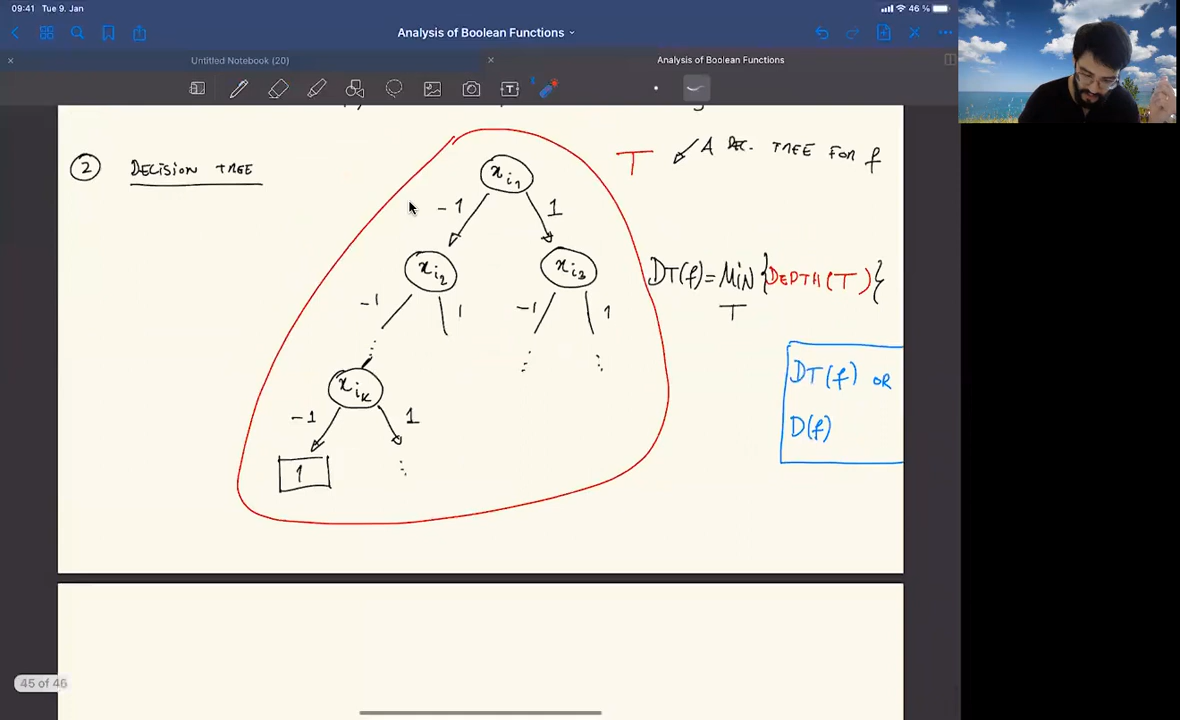 09:41 Tue 9. Jan
46 %
Analysis of Boolean Functions
Untitled Notebook (20)
Analysis of Boolean Functions
② DECISION TREE
T
A DEC. TREE FOR f
x_{i_1}
-1 1
x_{i_2} x_{i_3}
-1 1 -1 1
DT(f) = MIN_T {DEPTH(T)}
x_{i_k}
-1 1
1
DT(f) OR
D(f)
45 of 46